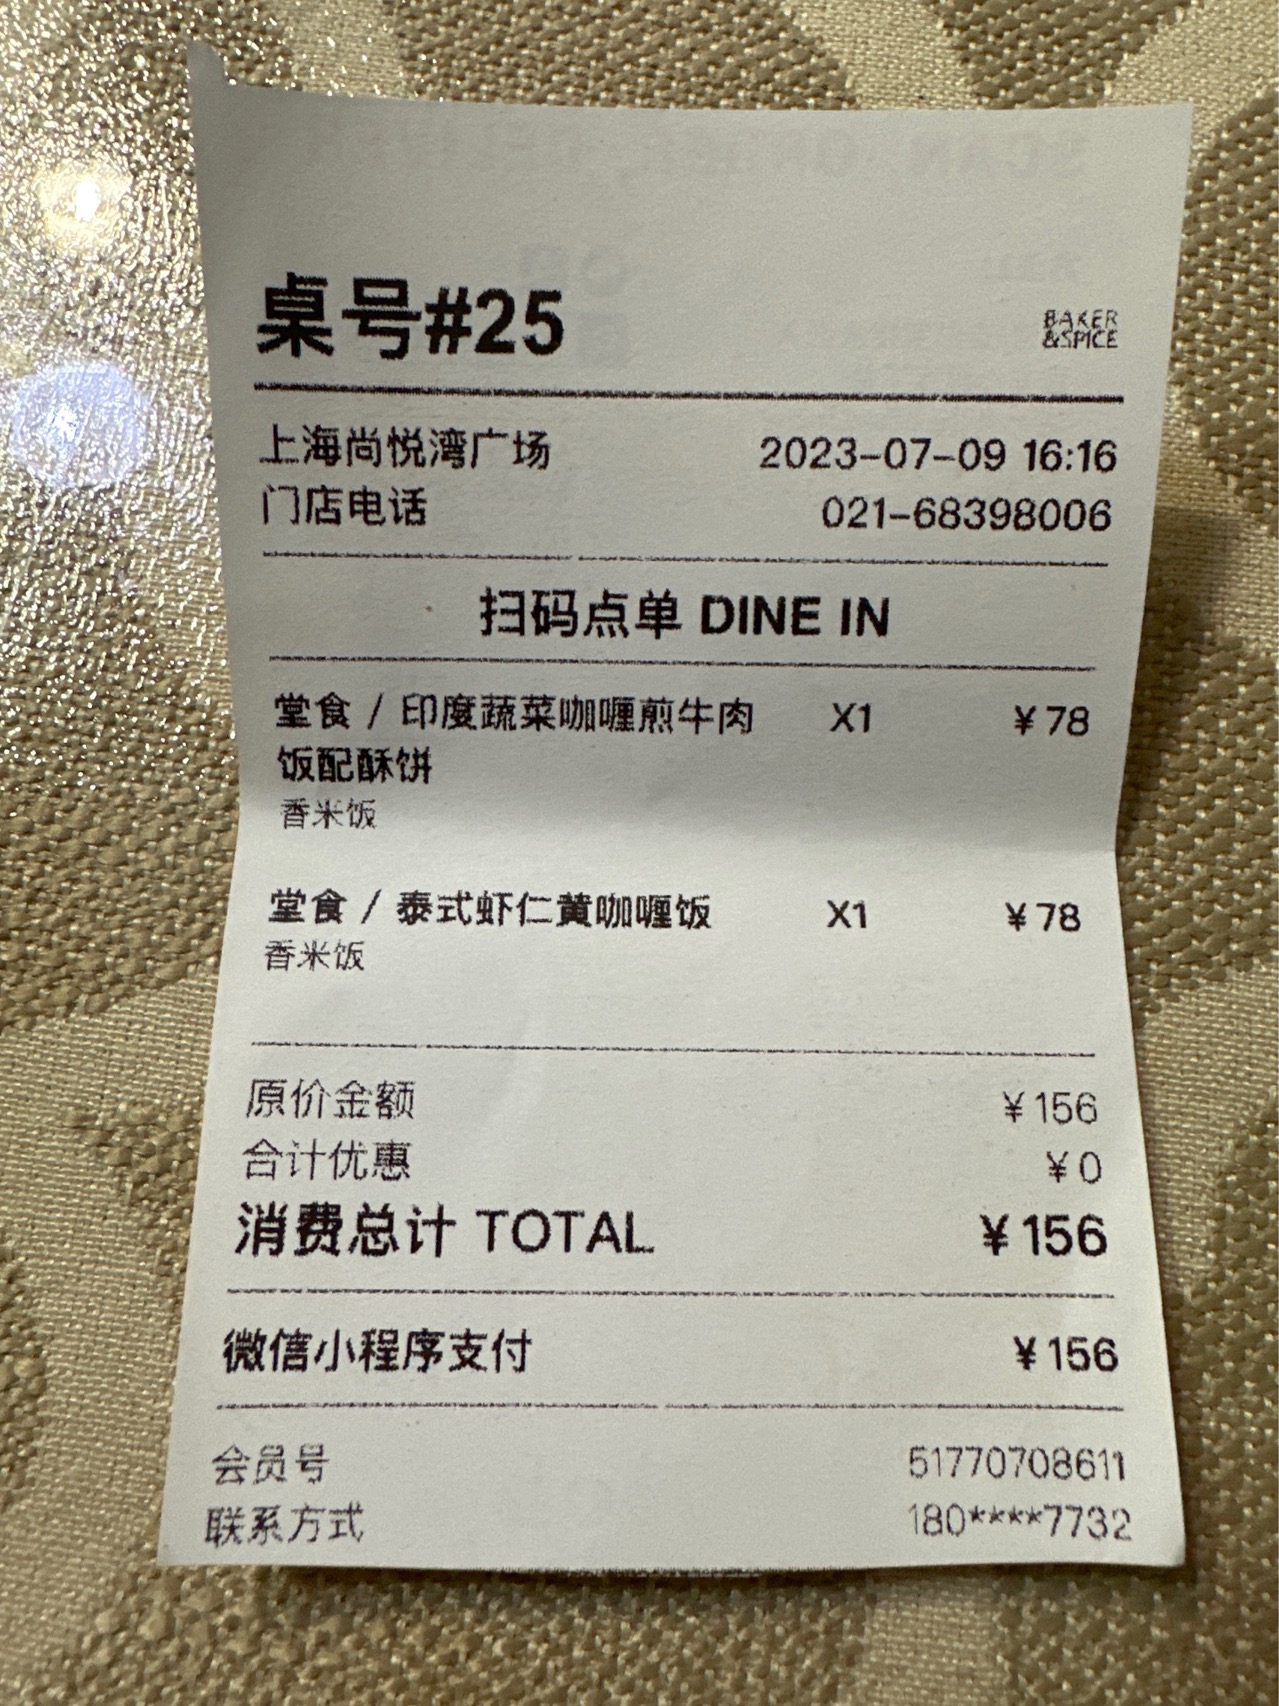 桌号#25
BAKER
&SPICE
上海尚悦湾广场 2023-07-09 16:16
门店电话 021-68398006
扫码点单 DINE IN
堂食 / 印度蔬菜咖喱煎牛肉 X1 ¥78
饭配酥饼
香米饭
堂食 / 泰式虾仁黄咖喱饭 X1 ¥78
香米饭
原价金额 ¥156
合计优惠 ¥0
消费总计 TOTAL ¥156
微信小程序支付 ¥156
会员号 51770708611
联系方式 180****7732